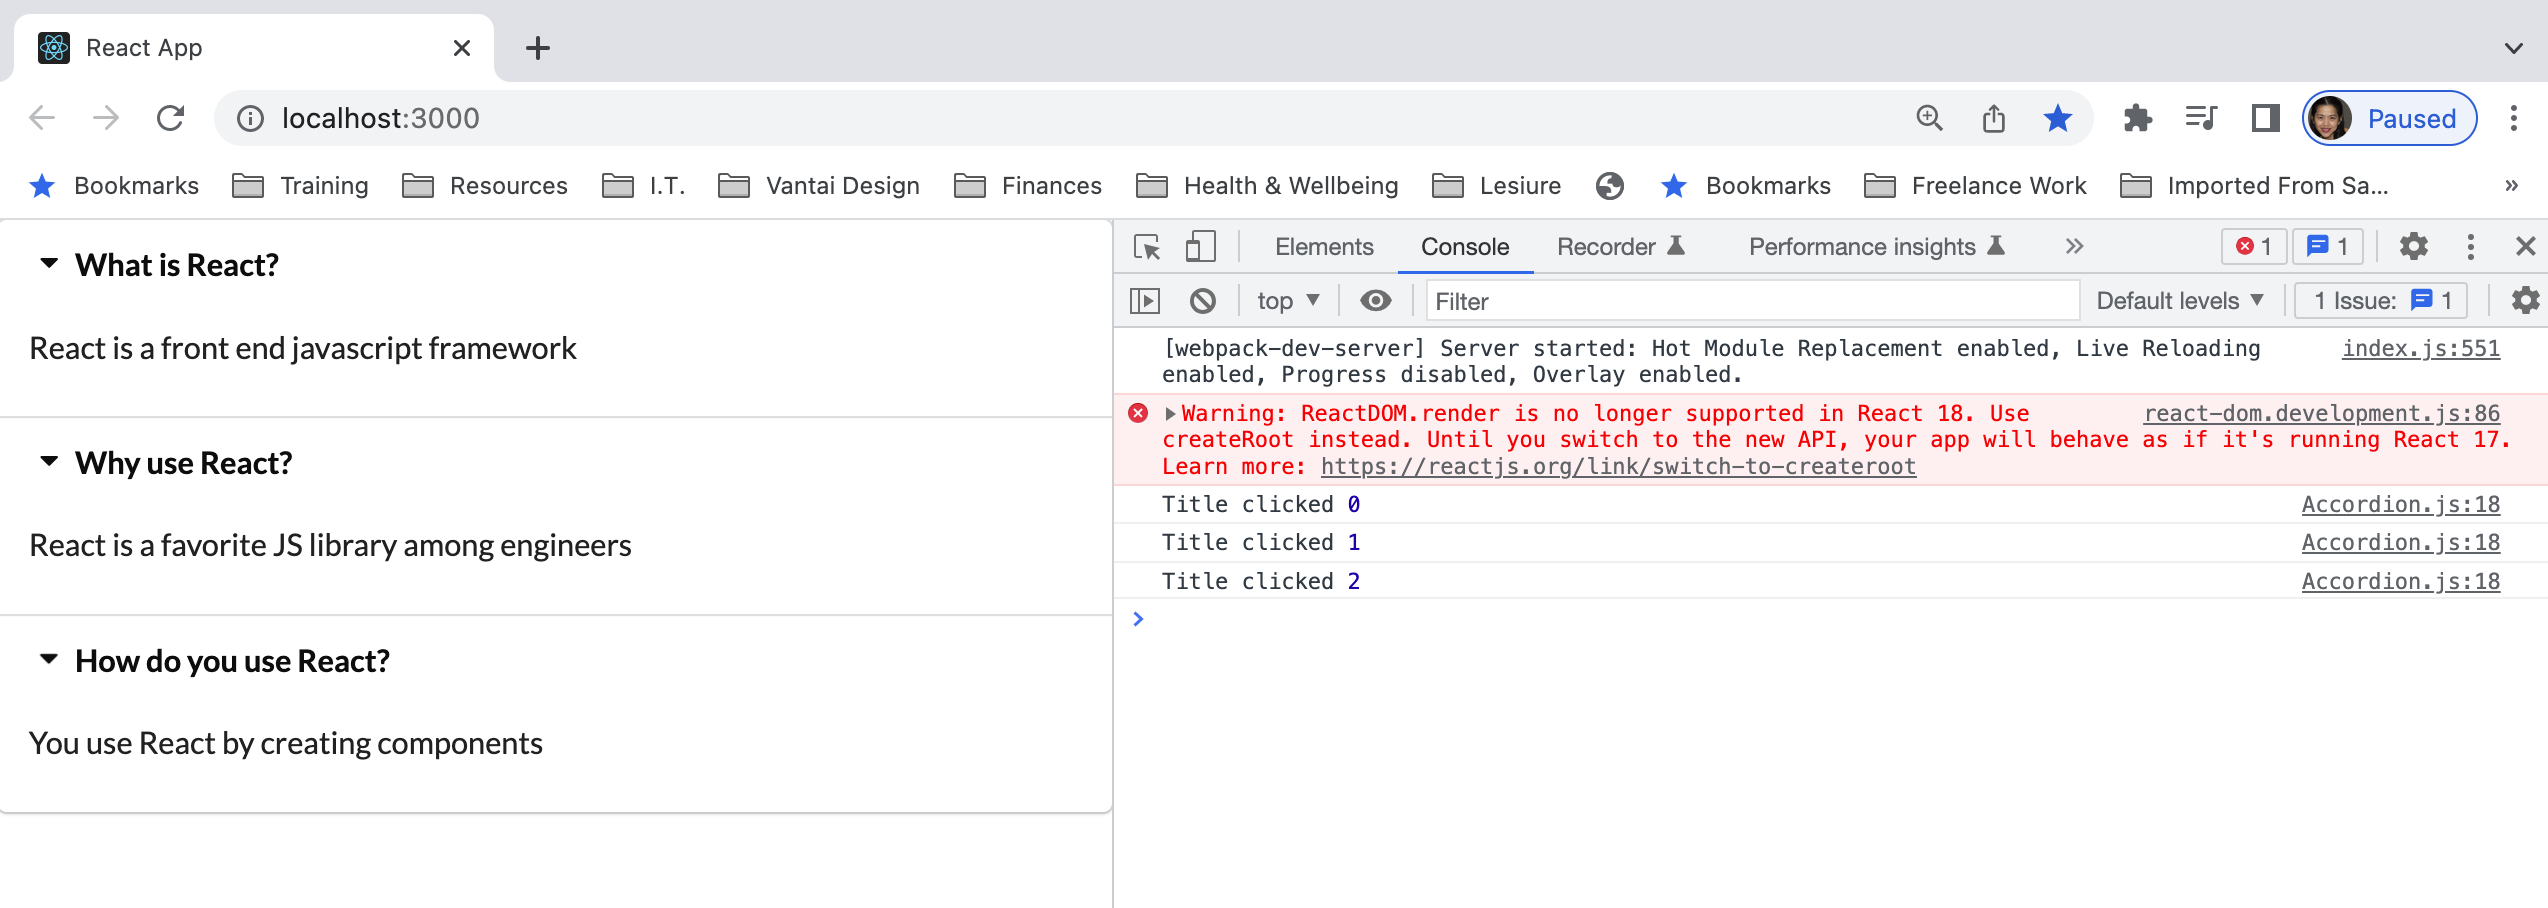 React App
localhost:3000
Paused
Bookmarks Training Resources I.T. Vantai Design Finances Health & Wellbeing Lesiure Bookmarks Freelance Work Imported From Sa... »
What is React?
React is a front end javascript framework
Why use React?
React is a favorite JS library among engineers
How do you use React?
You use React by creating components
Elements Console Recorder Performance insights 1 1
top Filter Default levels 1 Issue: 1
[webpack-dev-server] Server started: Hot Module Replacement enabled, Live Reloading index.js:551
enabled, Progress disabled, Overlay enabled.
Warning: ReactDOM.render is no longer supported in React 18. Use react-dom.development.js:86
createRoot instead. Until you switch to the new API, your app will behave as if it's running React 17.
Learn more: https://reactjs.org/link/switch-to-createroot
Title clicked 0 Accordion.js:18
Title clicked 1 Accordion.js:18
Title clicked 2 Accordion.js:18